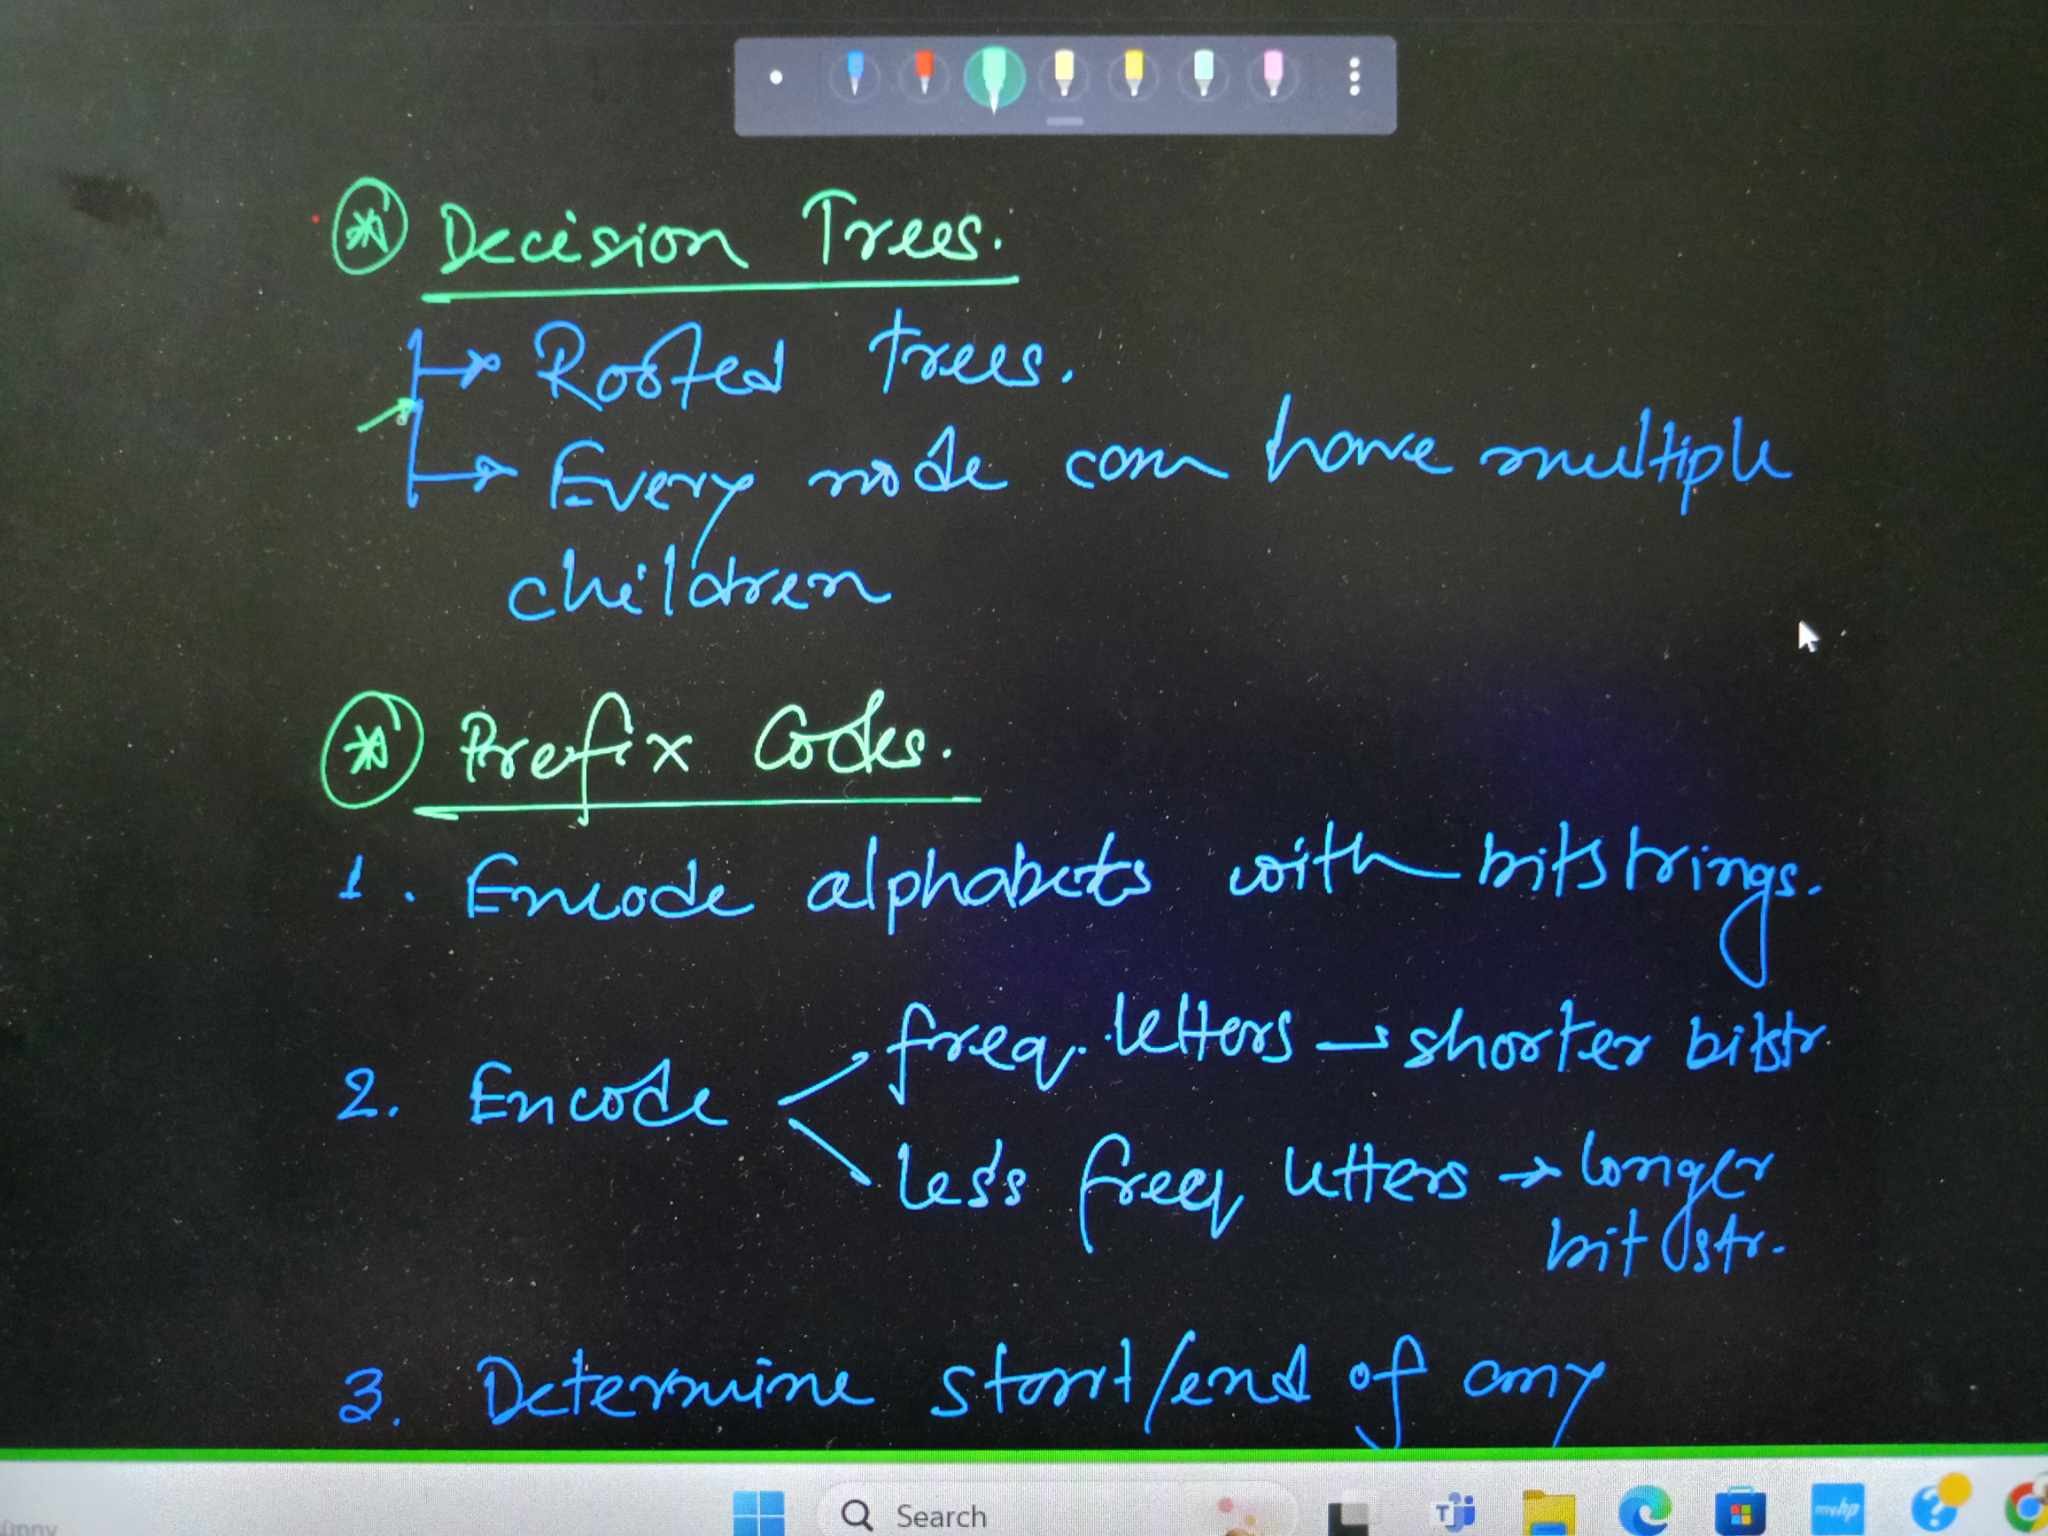 Decision Trees.
Rooted trees.
Every node can have multiple
children
Prefix Codes.
1. Encode alphabets with bitstrings.
freq. letters → shorter bitstr
2. Encode
less freq letters → longer
bit str.
3. Determine start/end of any
Search
myhp